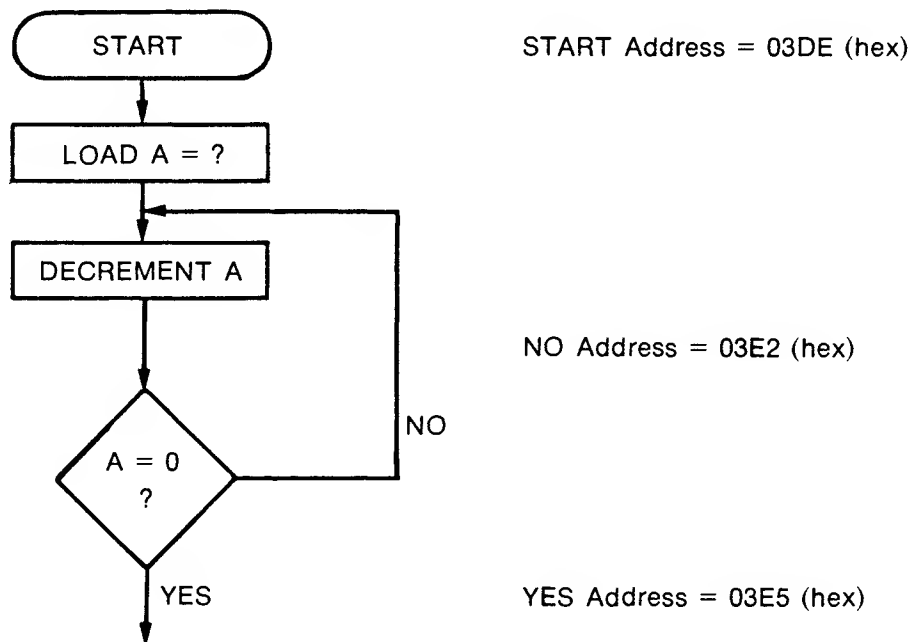 START
START Address = 03DE (hex)
LOAD A = ?
DECREMENT A
NO Address = 03E2 (hex)
NO
A = 0
?
YES
YES Address = 03E5 (hex)